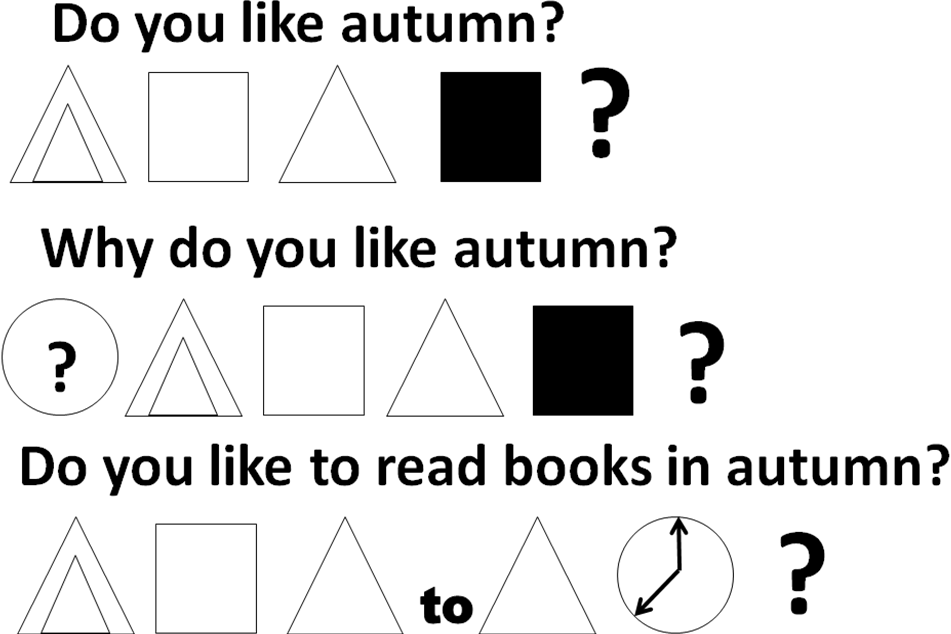 Do you like autumn?
?
Why do you like autumn?
? ?
Do you like to read books in autumn?
to ?